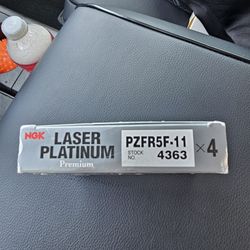 NGK
LASER
PLATINUM
Premium
PZFR5F-11
STOCK
NO.
4363
×4